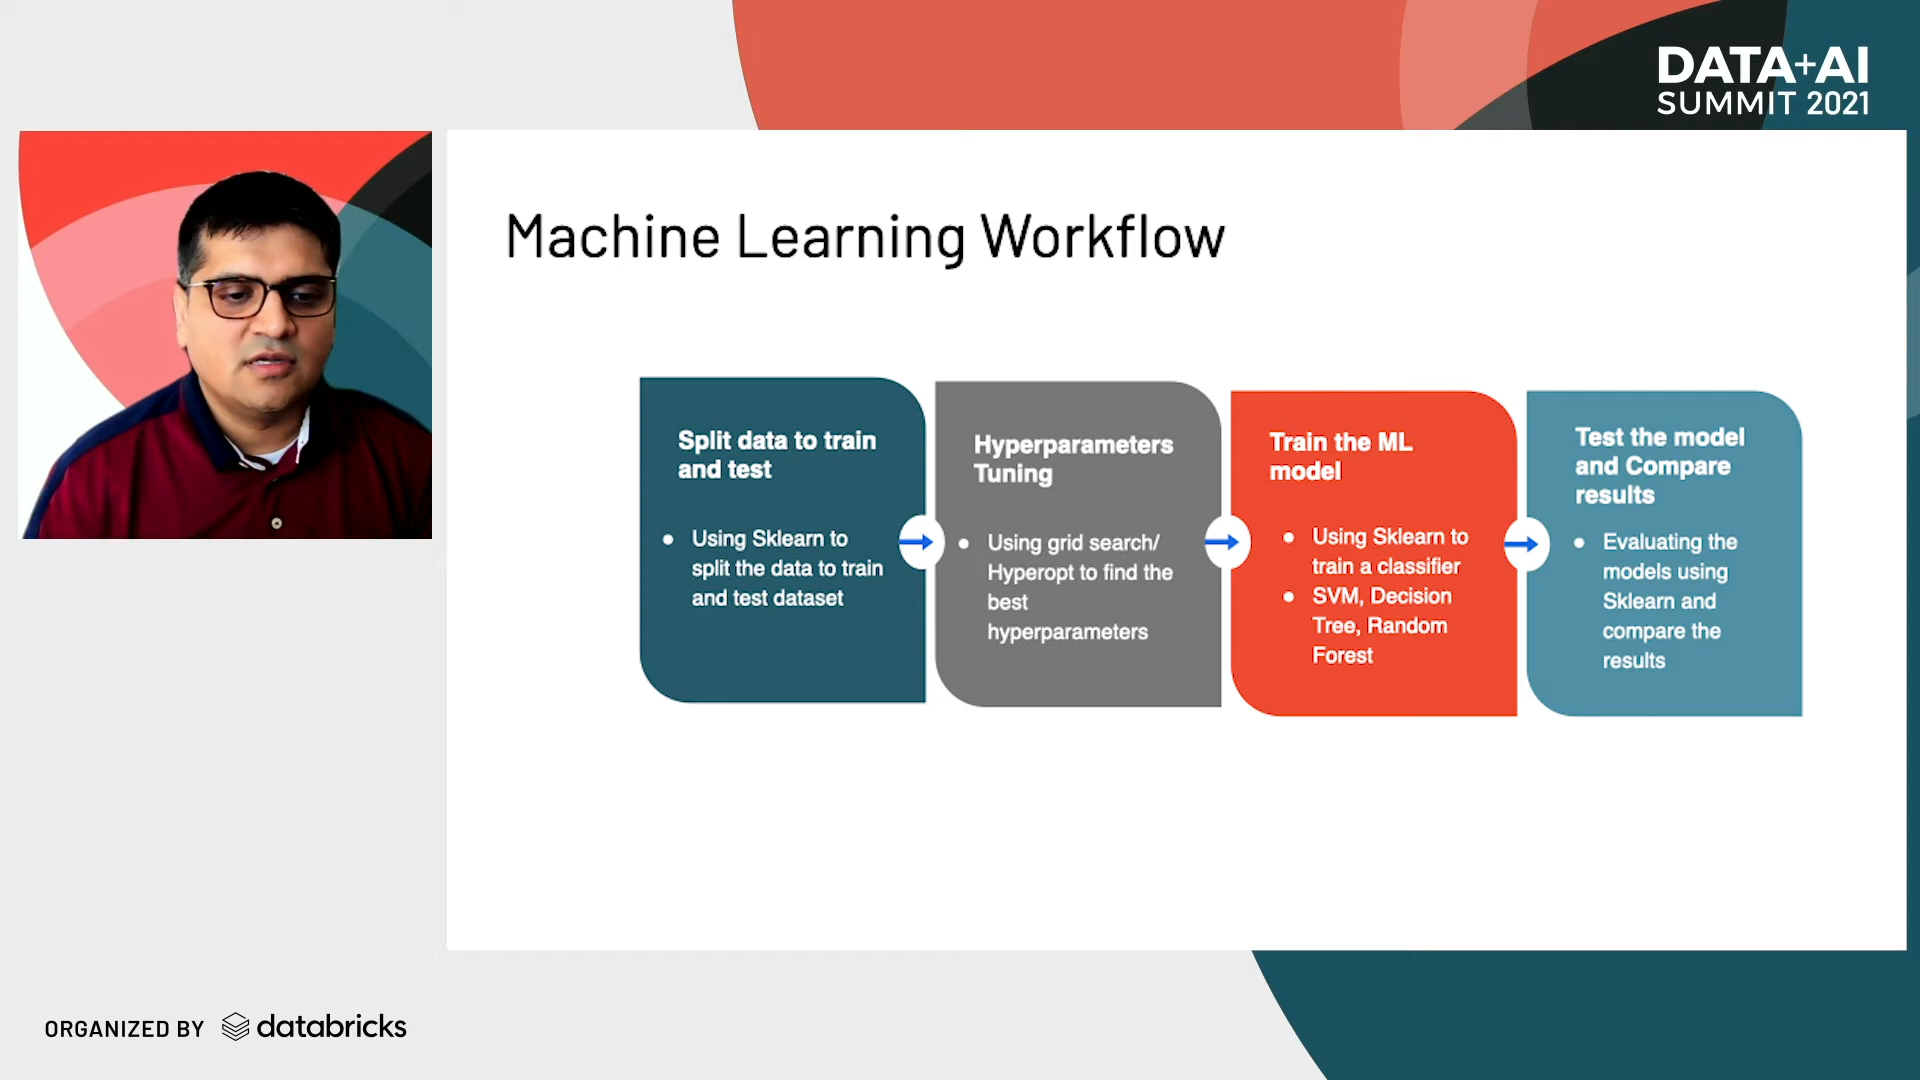 DATA+AI
SUMMIT 2021
Machine Learning Workflow
Split data to train
and test
• Using Sklearn to
split the data to train
and test dataset
Hyperparameters
Tuning
• Using grid search/
Hyperopt to find the
best
hyperparameters
Train the ML
model
• Using Sklearn to
train a classifier
• SVM, Decision
Tree, Random
Forest
Test the model
and Compare
results
• Evaluating the
models using
Sklearn and
compare the
results
ORGANIZED BY databricks